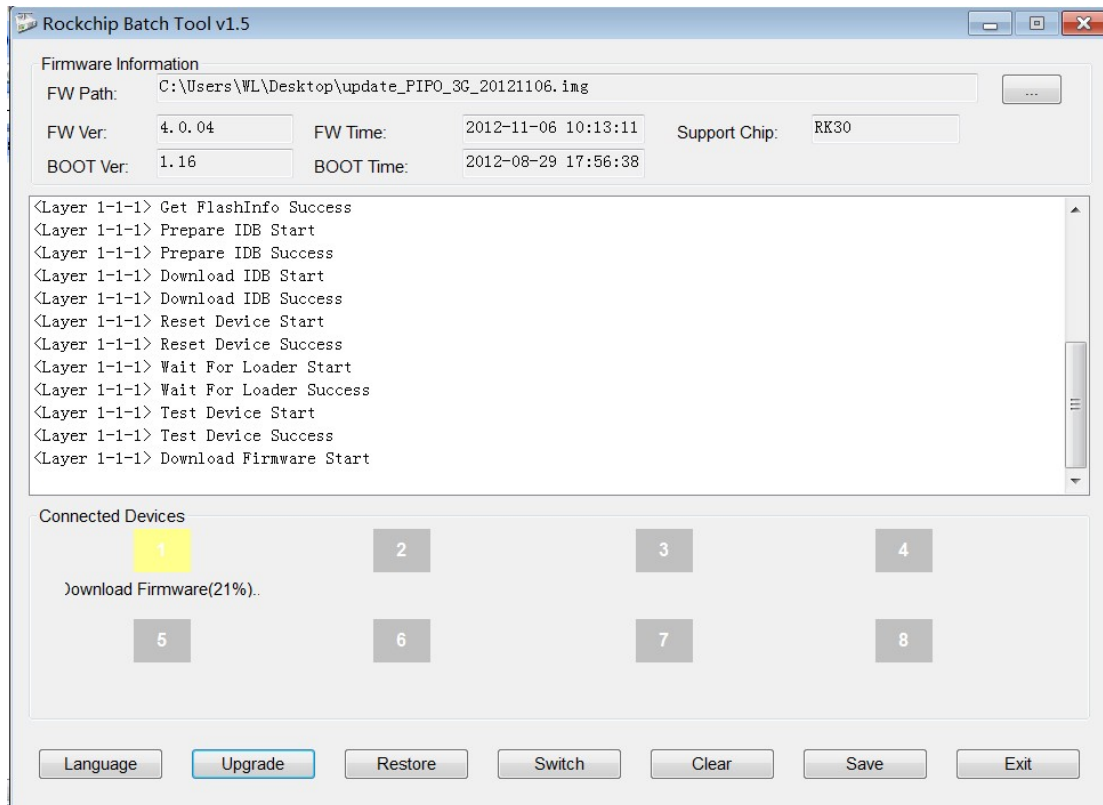 Rockchip Batch Tool v1.5
Firmware Information
FW Path: C:\Users\WL\Desktop\update_PIPO_3G_20121106.img ...
FW Ver: 4.0.04 FW Time: 2012-11-06 10:13:11 Support Chip: RK30
BOOT Ver: 1.16 BOOT Time: 2012-08-29 17:56:38
<Layer 1-1-1> Get FlashInfo Success
<Layer 1-1-1> Prepare IDB Start
<Layer 1-1-1> Prepare IDB Success
<Layer 1-1-1> Download IDB Start
<Layer 1-1-1> Download IDB Success
<Layer 1-1-1> Reset Device Start
<Layer 1-1-1> Reset Device Success
<Layer 1-1-1> Wait For Loader Start
<Layer 1-1-1> Wait For Loader Success
<Layer 1-1-1> Test Device Start
<Layer 1-1-1> Test Device Success
<Layer 1-1-1> Download Firmware Start
Connected Devices
1 2 3 4
Download Firmware(21%)..
5 6 7 8
Language Upgrade Restore Switch Clear Save Exit